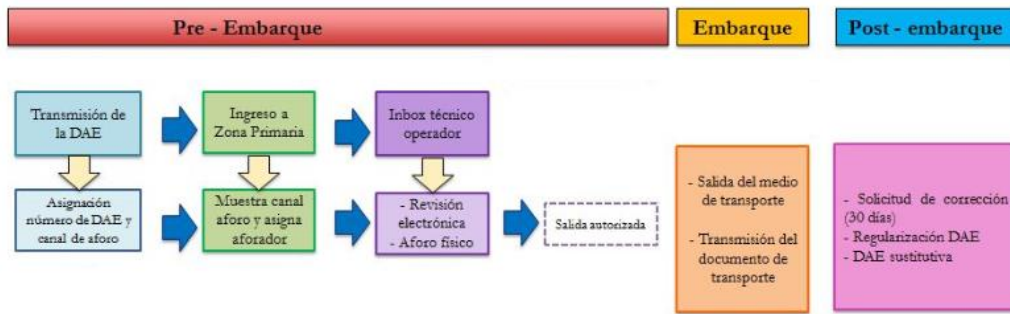 Pre - Embarque
Embarque
Post - embarque
Transmisión de
la DAE
Ingreso a
Zona Primaria
Inbox técnico
operador
Asignación
número de DAE y
canal de aforo
Muestra canal
aforo y asigna
aforador
- Revisión
electrónica
- Aforo físico
Salida autorizada
- Salida del medio
de transporte
- Transmisión del
documento de
transporte
- Solicitud de corrección
(30 días)
- Regularización DAE
- DAE sustitutiva